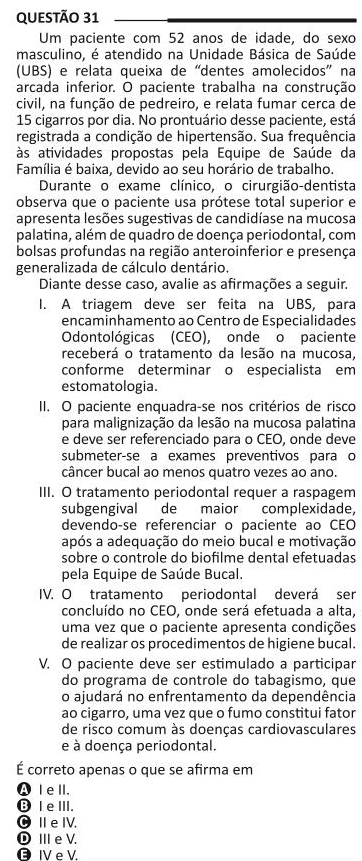 QUESTÃO 31
Um paciente com 52 anos de idade, do sexo
masculino, é atendido na Unidade Básica de Saúde
(UBS) e relata queixa de “dentes amolecidos” na
arcada inferior. O paciente trabalha na construção
civil, na função de pedreiro, e relata fumar cerca de
15 cigarros por dia. No prontuário desse paciente, está
registrada a condição de hipertensão. Sua frequência
às atividades propostas pela Equipe de Saúde da
Família é baixa, devido ao seu horário de trabalho.
Durante o exame clínico, o cirurgião-dentista
observa que o paciente usa prótese total superior e
apresenta lesões sugestivas de candidíase na mucosa
palatina, além de quadro de doença periodontal, com
bolsas profundas na região anteroinferior e presença
generalizada de cálculo dentário.
Diante desse caso, avalie as afirmações a seguir.
I. A triagem deve ser feita na UBS, para
encaminhamento ao Centro de Especialidades
Odontológicas (CEO), onde o paciente
receberá o tratamento da lesão na mucosa,
conforme determinar o especialista em
estomatologia.
II. O paciente enquadra-se nos critérios de risco
para malignização da lesão na mucosa palatina
e deve ser referenciado para o CEO, onde deve
submeter-se a exames preventivos para o
câncer bucal ao menos quatro vezes ao ano.
III. O tratamento periodontal requer a raspagem
subgengival de maior complexidade,
devendo-se referenciar o paciente ao CEO
após a adequação do meio bucal e motivação
sobre o controle do biofilme dental efetuadas
pela Equipe de Saúde Bucal.
IV. O tratamento periodontal deverá ser
concluído no CEO, onde será efetuada a alta,
uma vez que o paciente apresenta condições
de realizar os procedimentos de higiene bucal.
V. O paciente deve ser estimulado a participar
do programa de controle do tabagismo, que
o ajudará no enfrentamento da dependência
ao cigarro, uma vez que o fumo constitui fator
de risco comum às doenças cardiovasculares
e à doença periodontal.
É correto apenas o que se afirma em
A I e II.
B I e III.
C II e IV.
D III e V.
E IV e V.